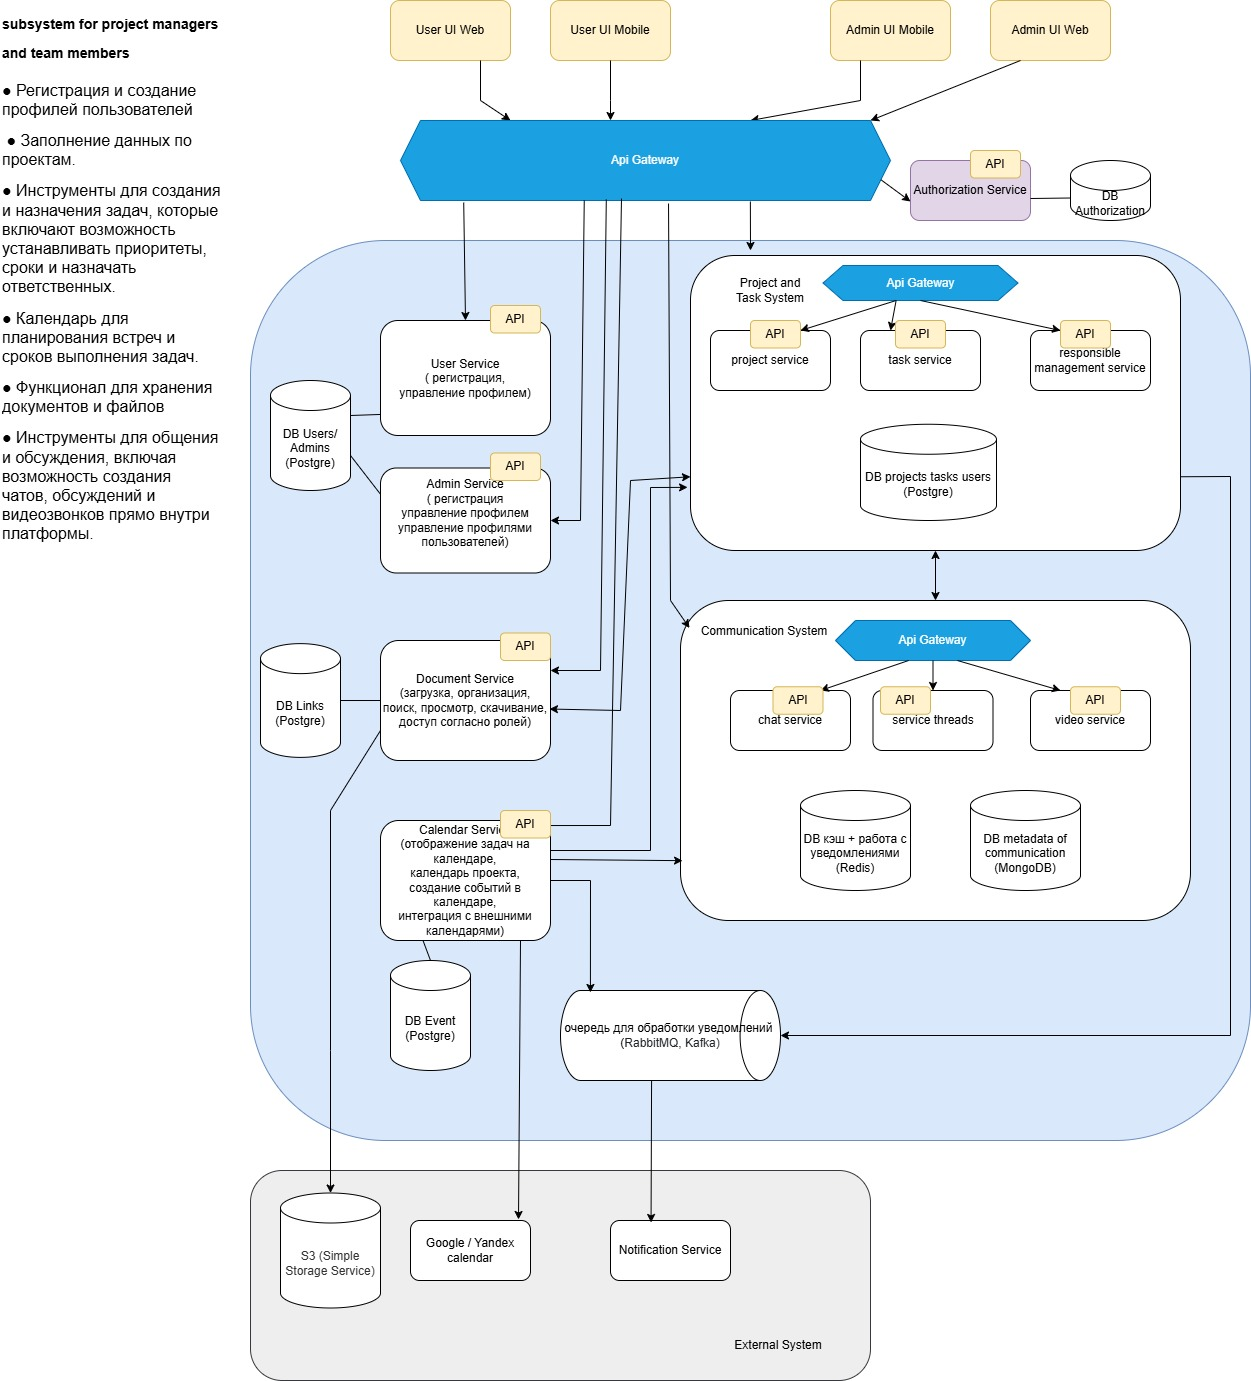 subsystem for project managers
and team members
● Регистрация и создание
профилей пользователей
● Заполнение данных по
проектам.
● Инструменты для создания
и назначения задач, которые
включают возможность
устанавливать приоритеты,
сроки и назначать
ответственных.
● Календарь для
планирования встреч и
сроков выполнения задач.
● Функционал для хранения
документов и файлов
● Инструменты для общения
и обсуждения, включая
возможность создания
чатов, обсуждений и
видеозвонков прямо внутри
платформы.
User UI Web
User UI Mobile
Admin UI Mobile
Admin UI Web
Api Gateway
API
Authorization Service
DB
Authorization
Project and
Task System
Api Gateway
API
project service
API
task service
API
responsible
management service
DB projects tasks users
(Postgre)
API
User Service
( регистрация,
управление профилем)
DB Users/
Admins
(Postgre)
API
Admin Service
( регистрация
управление профилем
управление профилями
пользователей)
Communication System
Api Gateway
API
chat service
API
service threads
API
video service
DB кэш + работа с
уведомлениями
(Redis)
DB metadata of
communication
(MongoDB)
API
Document Service
(загрузка, организация,
поиск, просмотр, скачивание,
доступ согласно ролей)
DB Links
(Postgre)
API
Calendar Servi
(отображение задач на
календаре,
календарь проекта,
создание событий в
календаре,
интеграция с внешними
календарями)
DB Event
(Postgre)
очередь для обработки уведомлений
(RabbitMQ, Kafka)
S3 (Simple
Storage Service)
Google / Yandex
calendar
Notification Service
External System